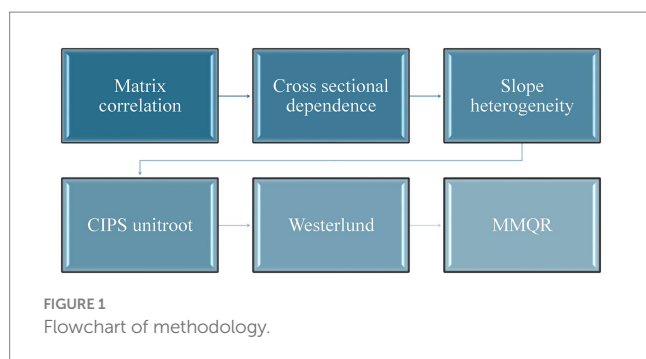 Matrix
correlation
Cross sectional
dependence
Slope
heterogeneity
CIPS unitroot
Westerlund
MMQR
FIGURE 1
Flowchart of methodology.